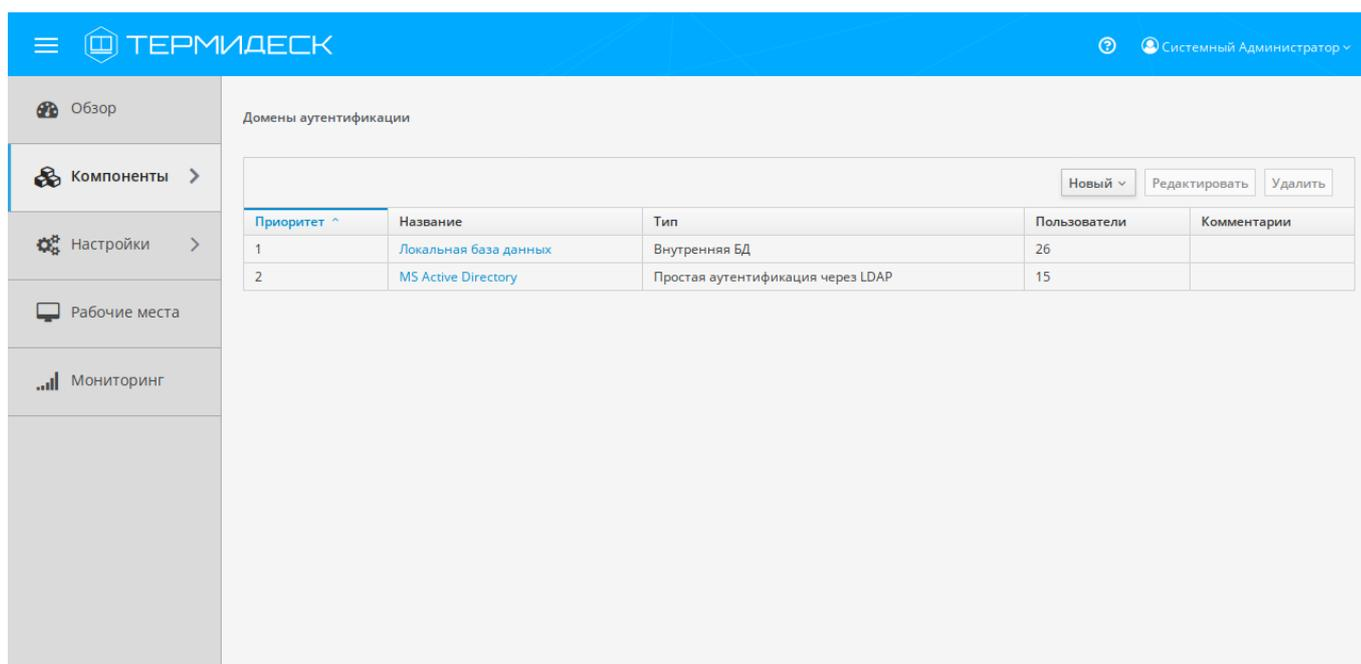 ТЕРМИДЕСК
Системный Администратор
Обзор
Компоненты
Настройки
Рабочие места
Мониторинг
Домены аутентификации
Новый Редактировать Удалить
Приоритет Название Тип Пользователи Комментарии
1 Локальная база данных Внутренняя БД 26
2 MS Active Directory Простая аутентификация через LDAP 15